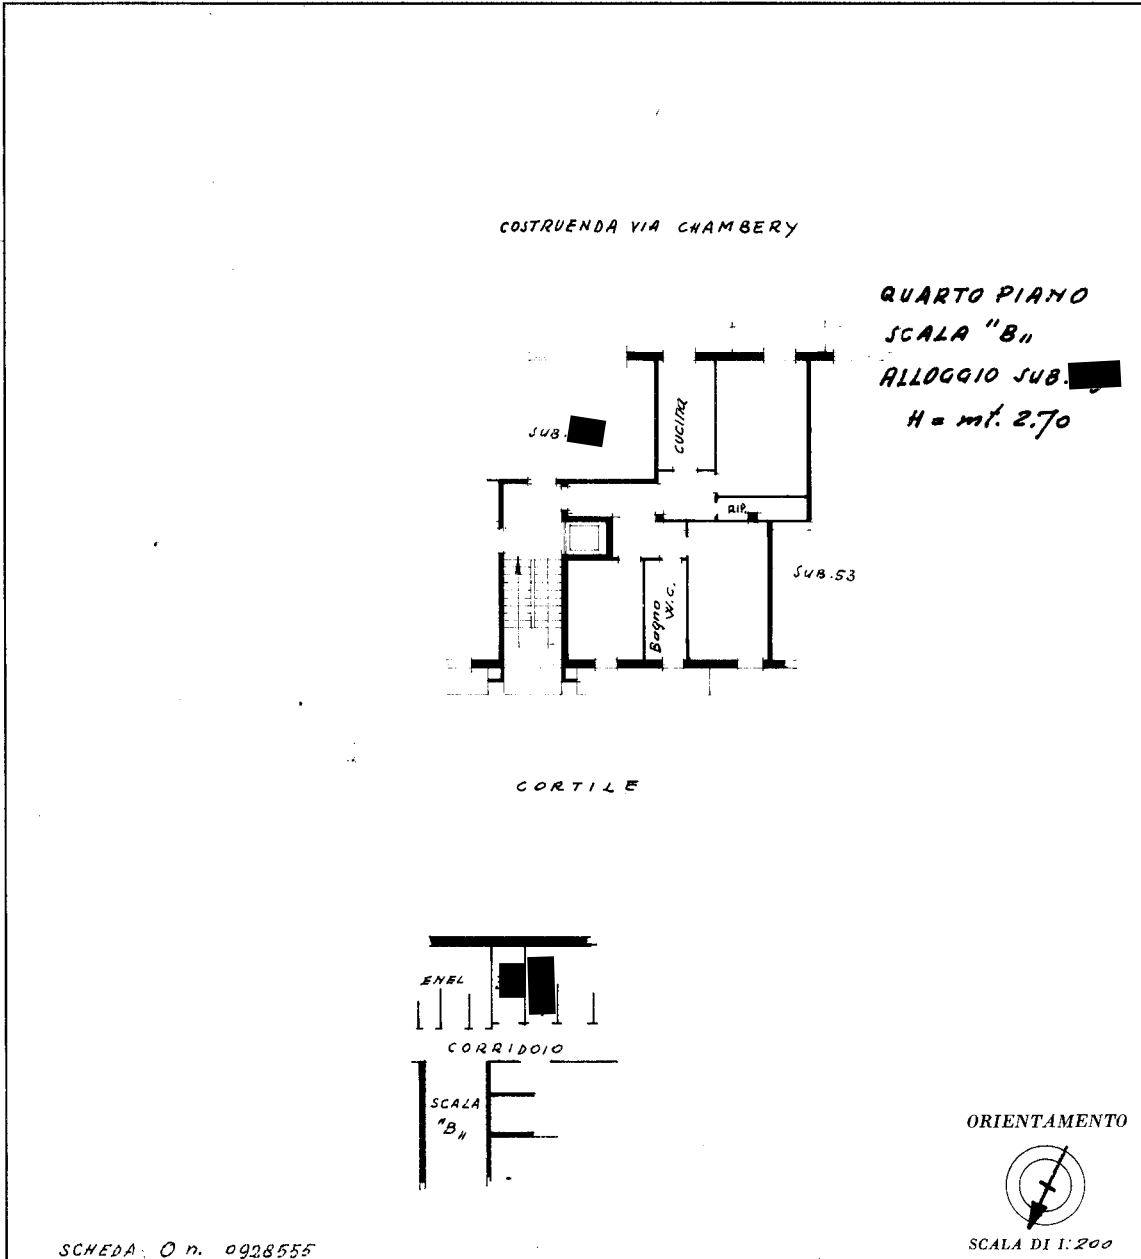 COSTRUENDA VIA CHAMBERY
QUARTO PIANO
SCALA "B„
ALLOGGIO SUB.
H = mt. 2.70
SUB.
CUCINA
RIP.
SUB.53
Bagno
W.C.
CORTILE
ENEL
CORRIDOIO
SCALA
"B„
ORIENTAMENTO
SCALA DI 1:200
SCHEDA: O n. 0928555